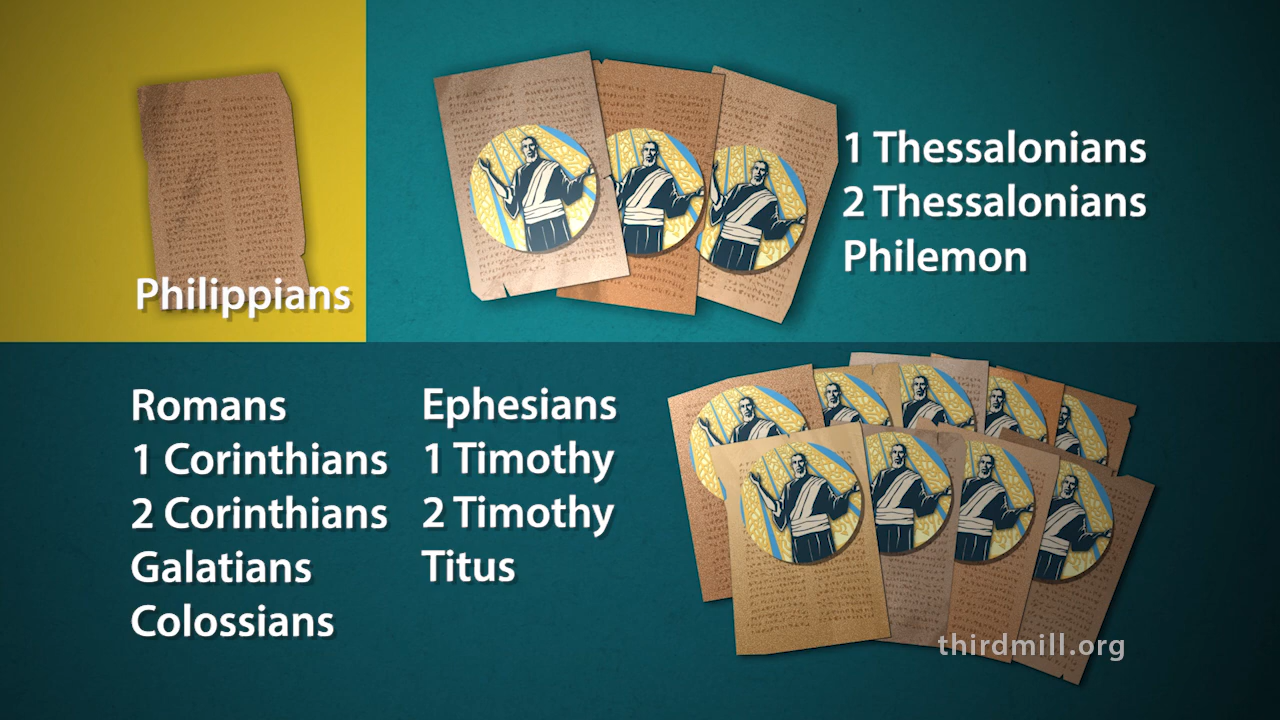 Philippians
1 Thessalonians
2 Thessalonians
Philemon
Romans
1 Corinthians
2 Corinthians
Galatians
Colossians
Ephesians
1 Timothy
2 Timothy
Titus
thirdmill.org